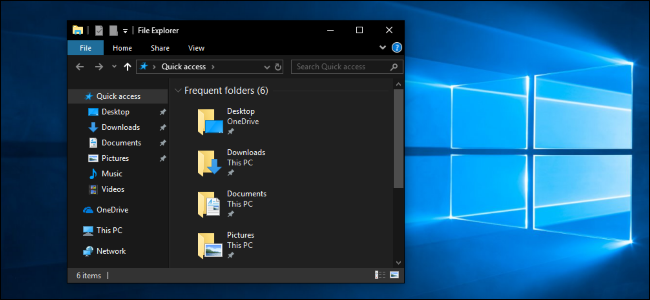 File Explorer
File Home Share View
Quick access
Search Quick access
Quick access
Desktop
Downloads
Documents
Pictures
Music
Videos
OneDrive
This PC
Network
Frequent folders (6)
Desktop
OneDrive
Downloads
This PC
Documents
This PC
Pictures
This PC
6 items